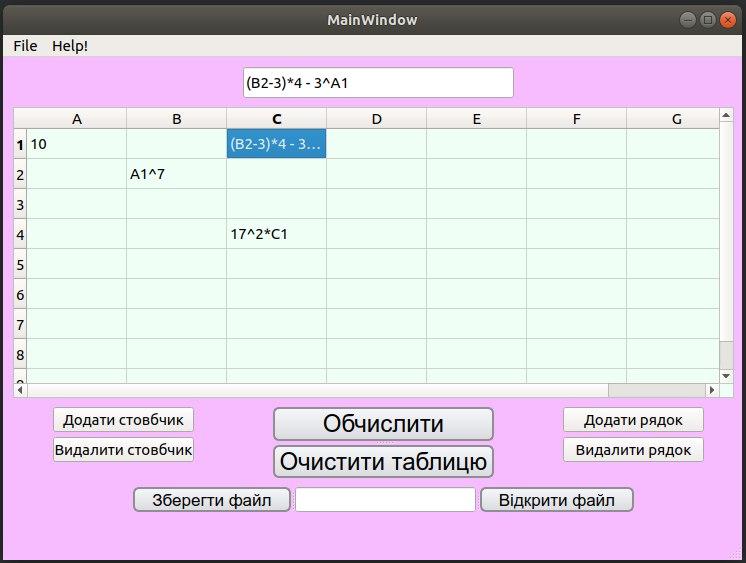 MainWindow
File Help!
(B2-3)*4 - 3^A1
A B C D E F G
1 10 (B2-3)*4 - 3...
2 A1^7
3
4 17^2*C1
5
6
7
8
9
Додати стовбчик Обчислити Додати рядок
Видалити стовбчик Очистити таблицю Видалити рядок
Зберегти файл Відкрити файл